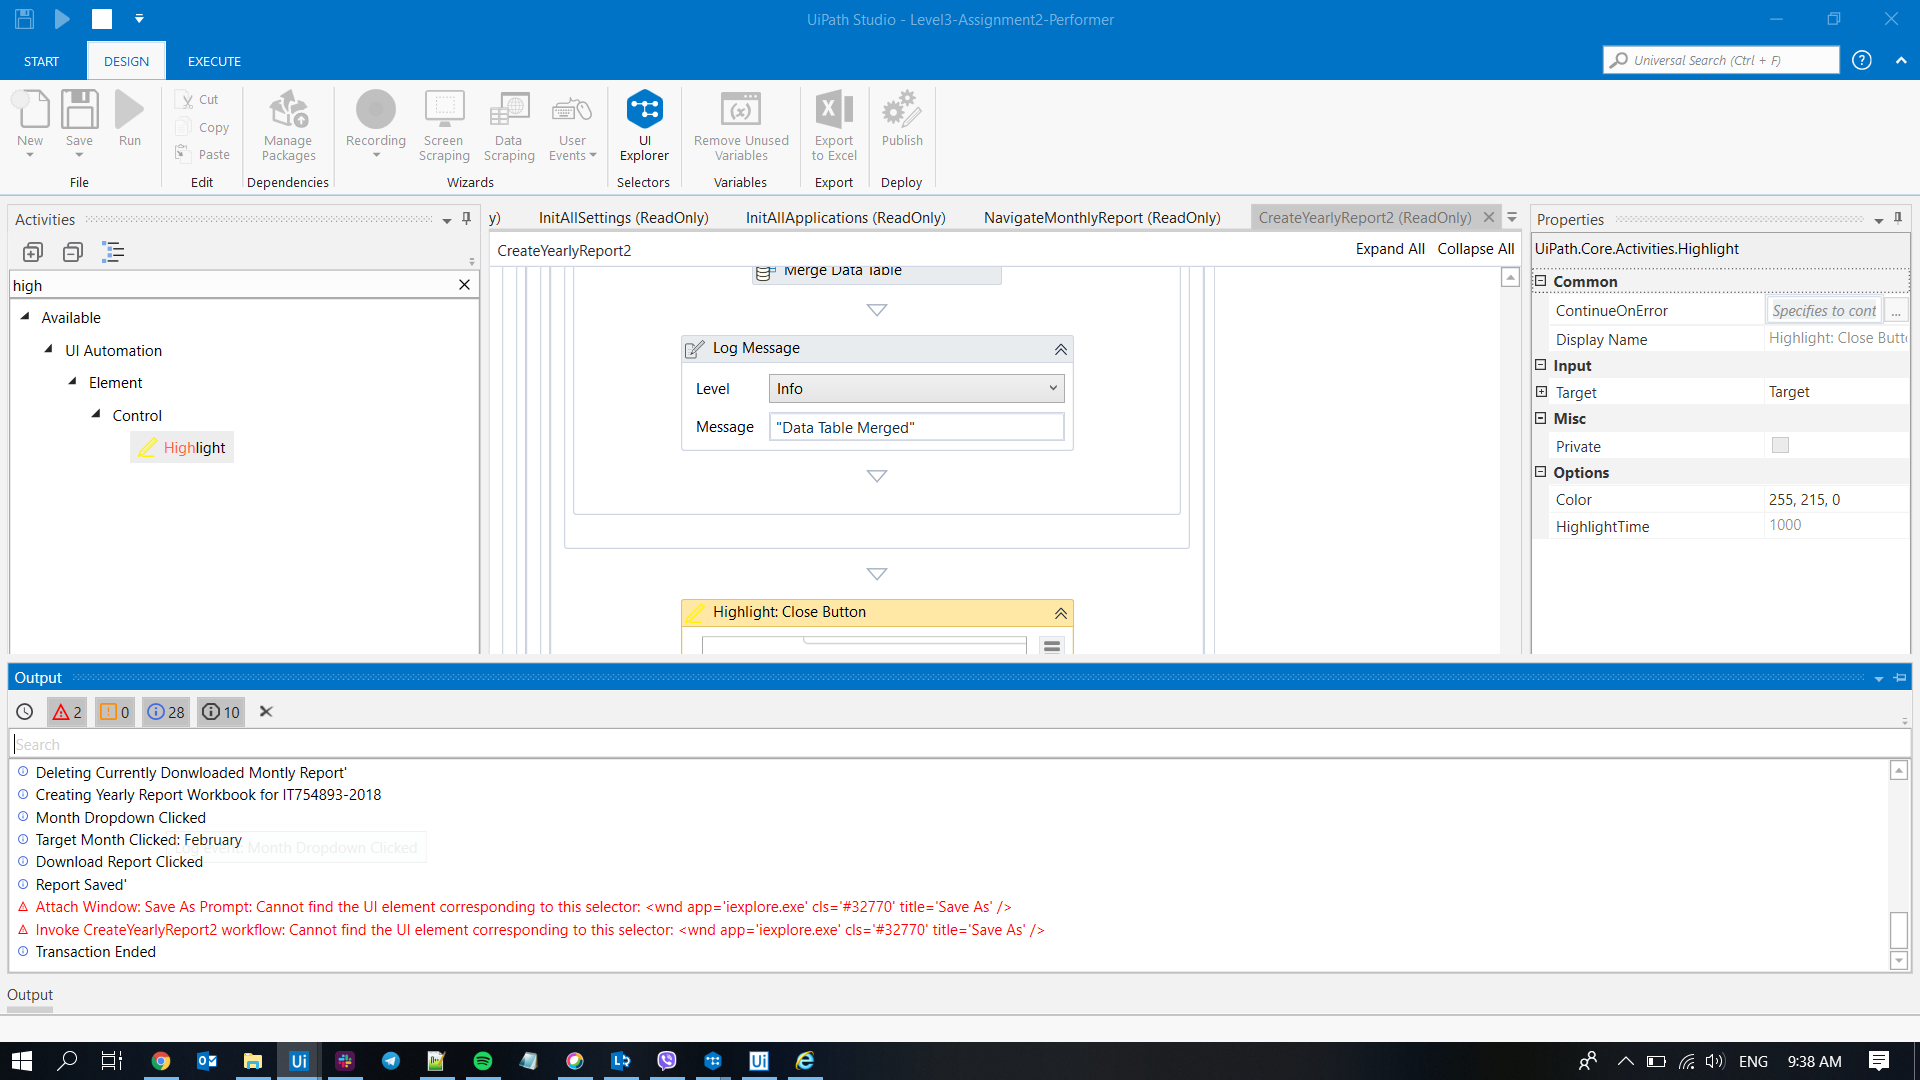 UiPath Studio - Level3-Assignment2-Performer
START
DESIGN
EXECUTE
Universal Search (Ctrl + F)
?
New
Save
Run
File
Cut
Copy
Paste
Edit
Manage Packages
Dependencies
Recording
Screen Scraping
Data Scraping
User Events
Wizards
UI Explorer
Selectors
Remove Unused Variables
Variables
Export to Excel
Export
Publish
Deploy
Activities
high
Available
UI Automation
Element
Control
Highlight
y)
InitAllSettings (ReadOnly)
InitAllApplications (ReadOnly)
NavigateMonthlyReport (ReadOnly)
CreateYearlyReport2 (ReadOnly)
CreateYearlyReport2
Expand All
Collapse All
Merge Data Table
Log Message
Level
Info
Message
"Data Table Merged"
Highlight: Close Button
Properties
UiPath.Core.Activities.Highlight
Common
ContinueOnError
Specifies to cont
...
Display Name
Highlight: Close Butto
Input
Target
Target
Misc
Private
Options
Color
255, 215, 0
HighlightTime
1000
Output
2
0
28
10
Search
Deleting Currently Donwloaded Montly Report'
Creating Yearly Report Workbook for IT754893-2018
Month Dropdown Clicked
Target Month Clicked: February
Month Dropdown Clicked
Download Report Clicked
Report Saved'
Attach Window: Save As Prompt: Cannot find the UI element corresponding to this selector: <wnd app='iexplore.exe' cls='#32770' title='Save As' />
Invoke CreateYearlyReport2 workflow: Cannot find the UI element corresponding to this selector: <wnd app='iexplore.exe' cls='#32770' title='Save As' />
Transaction Ended
Output
Ui
Ui
ENG
9:38 AM